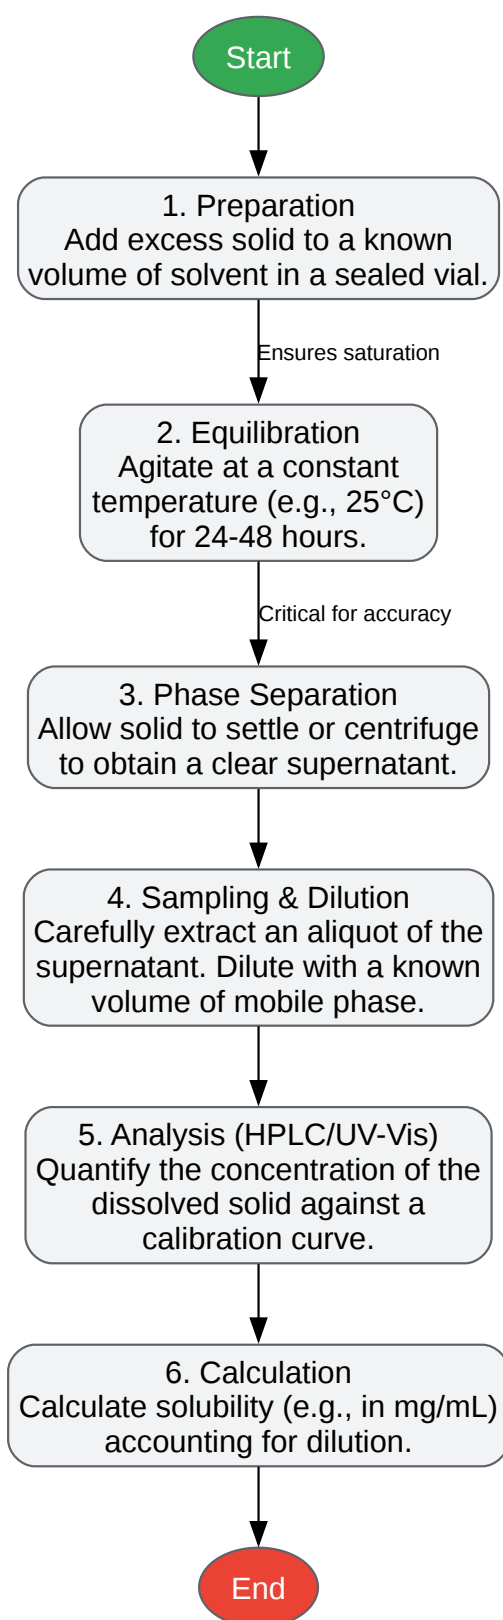 Start
1. Preparation
Add excess solid to a known
volume of solvent in a sealed vial.
Ensures saturation
2. Equilibration
Agitate at a constant
temperature (e.g., 25°C)
for 24-48 hours.
Critical for accuracy
3. Phase Separation
Allow solid to settle or centrifuge
to obtain a clear supernatant.
4. Sampling & Dilution
Carefully extract an aliquot of the
supernatant. Dilute with a known
volume of mobile phase.
5. Analysis (HPLC/UV-Vis)
Quantify the concentration of the
dissolved solid against a
calibration curve.
6. Calculation
Calculate solubility (e.g., in mg/mL)
accounting for dilution.
End